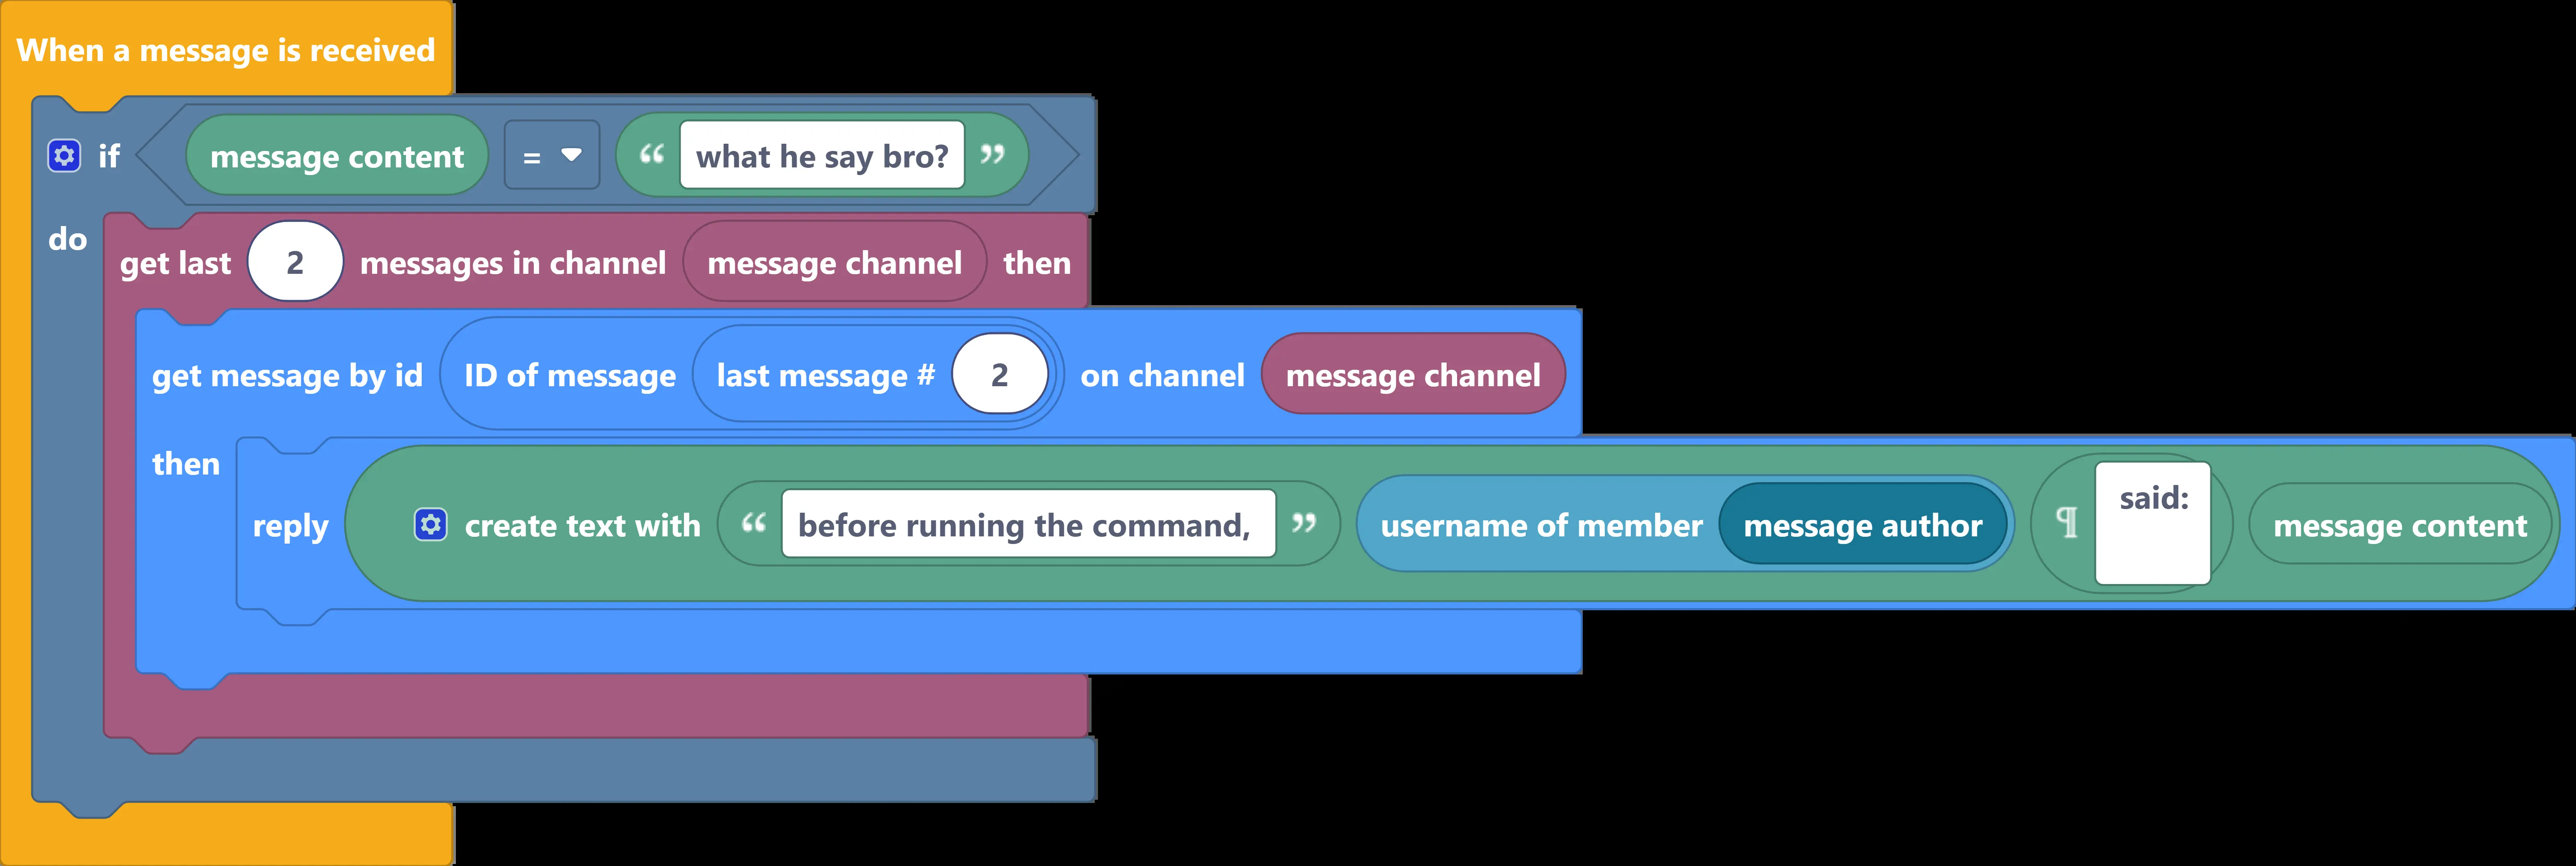 When a message is received
if message content = “ what he say bro? ”
do
get last 2 messages in channel message channel then
get message by id ID of message last message # 2 on channel message channel
then
reply create text with “ before running the command, ” username of member message author ¶ said: message content